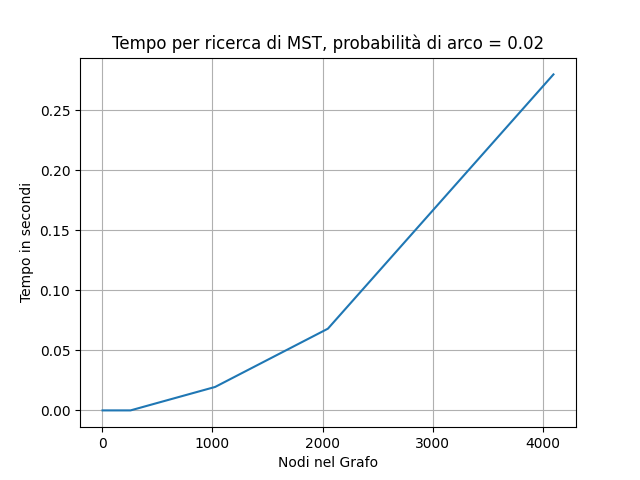 Tempo per ricerca di MST, probabilità di arco = 0.02
0.25
0.20
0.15
0.10
0.05
0.00
Tempo in secondi
0 1000 2000 3000 4000
Nodi nel Grafo